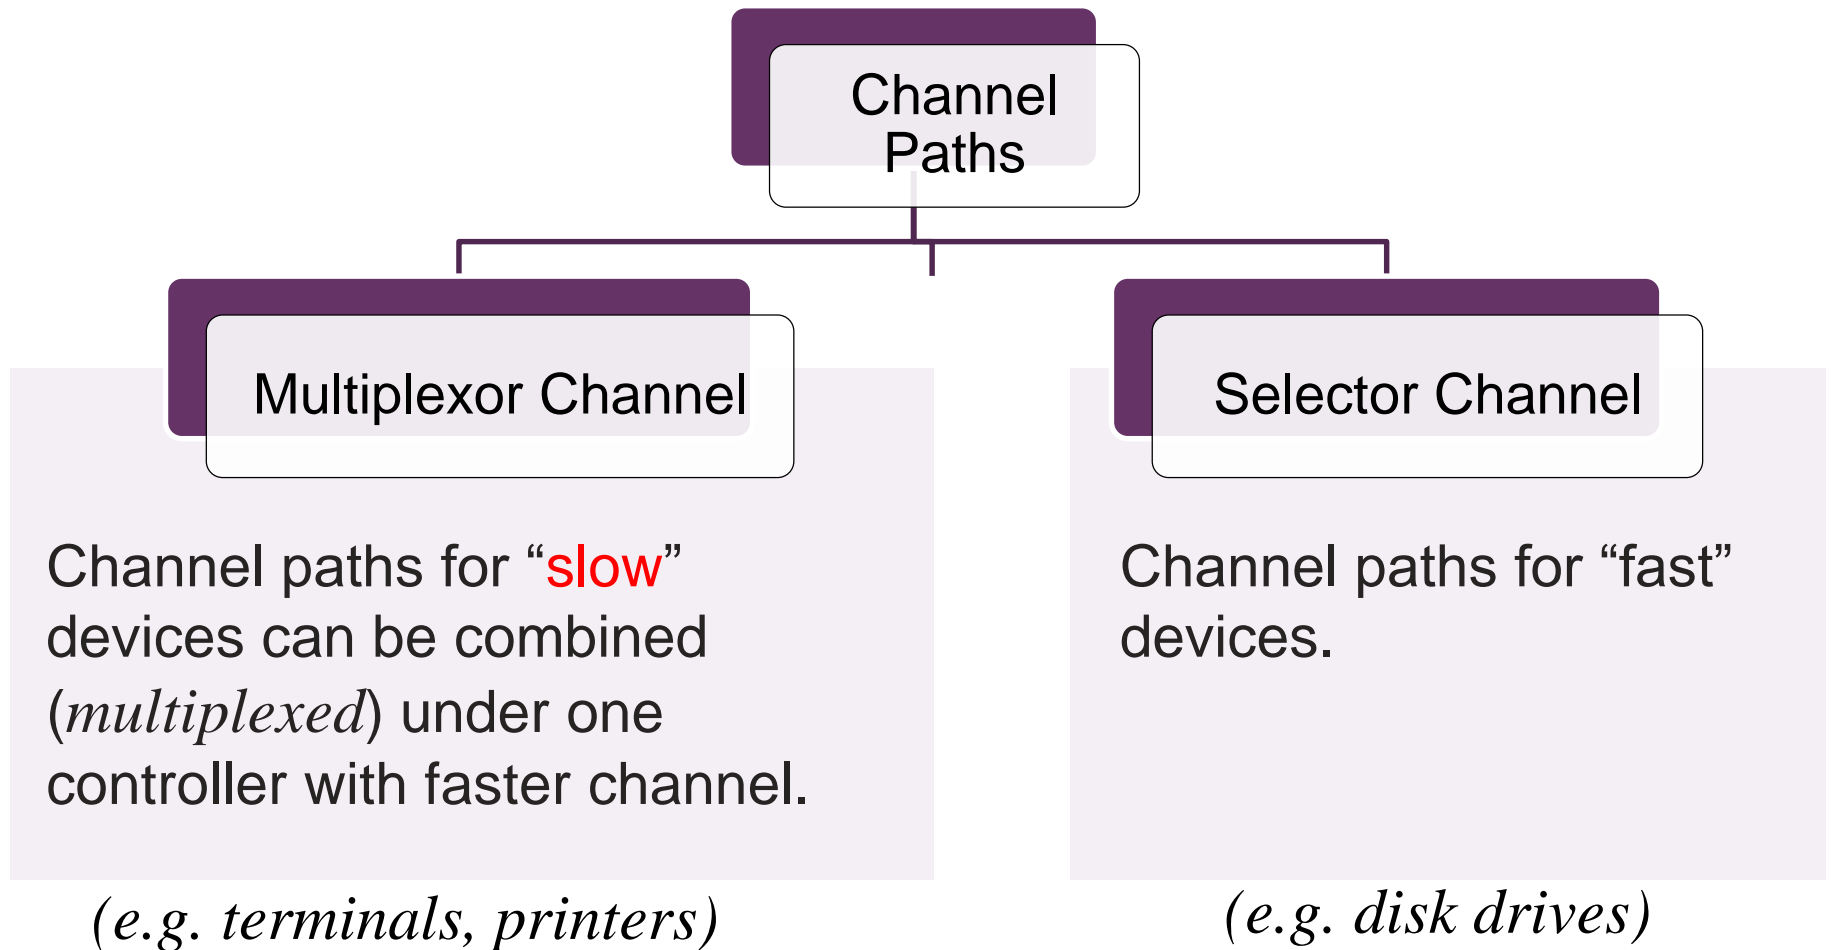 Channel
Paths
Multiplexor Channel
Channel paths for “slow”
devices can be combined
(multiplexed) under one
controller with faster channel.
(e.g. terminals, printers)
Selector Channel
Channel paths for “fast”
devices.
(e.g. disk drives)